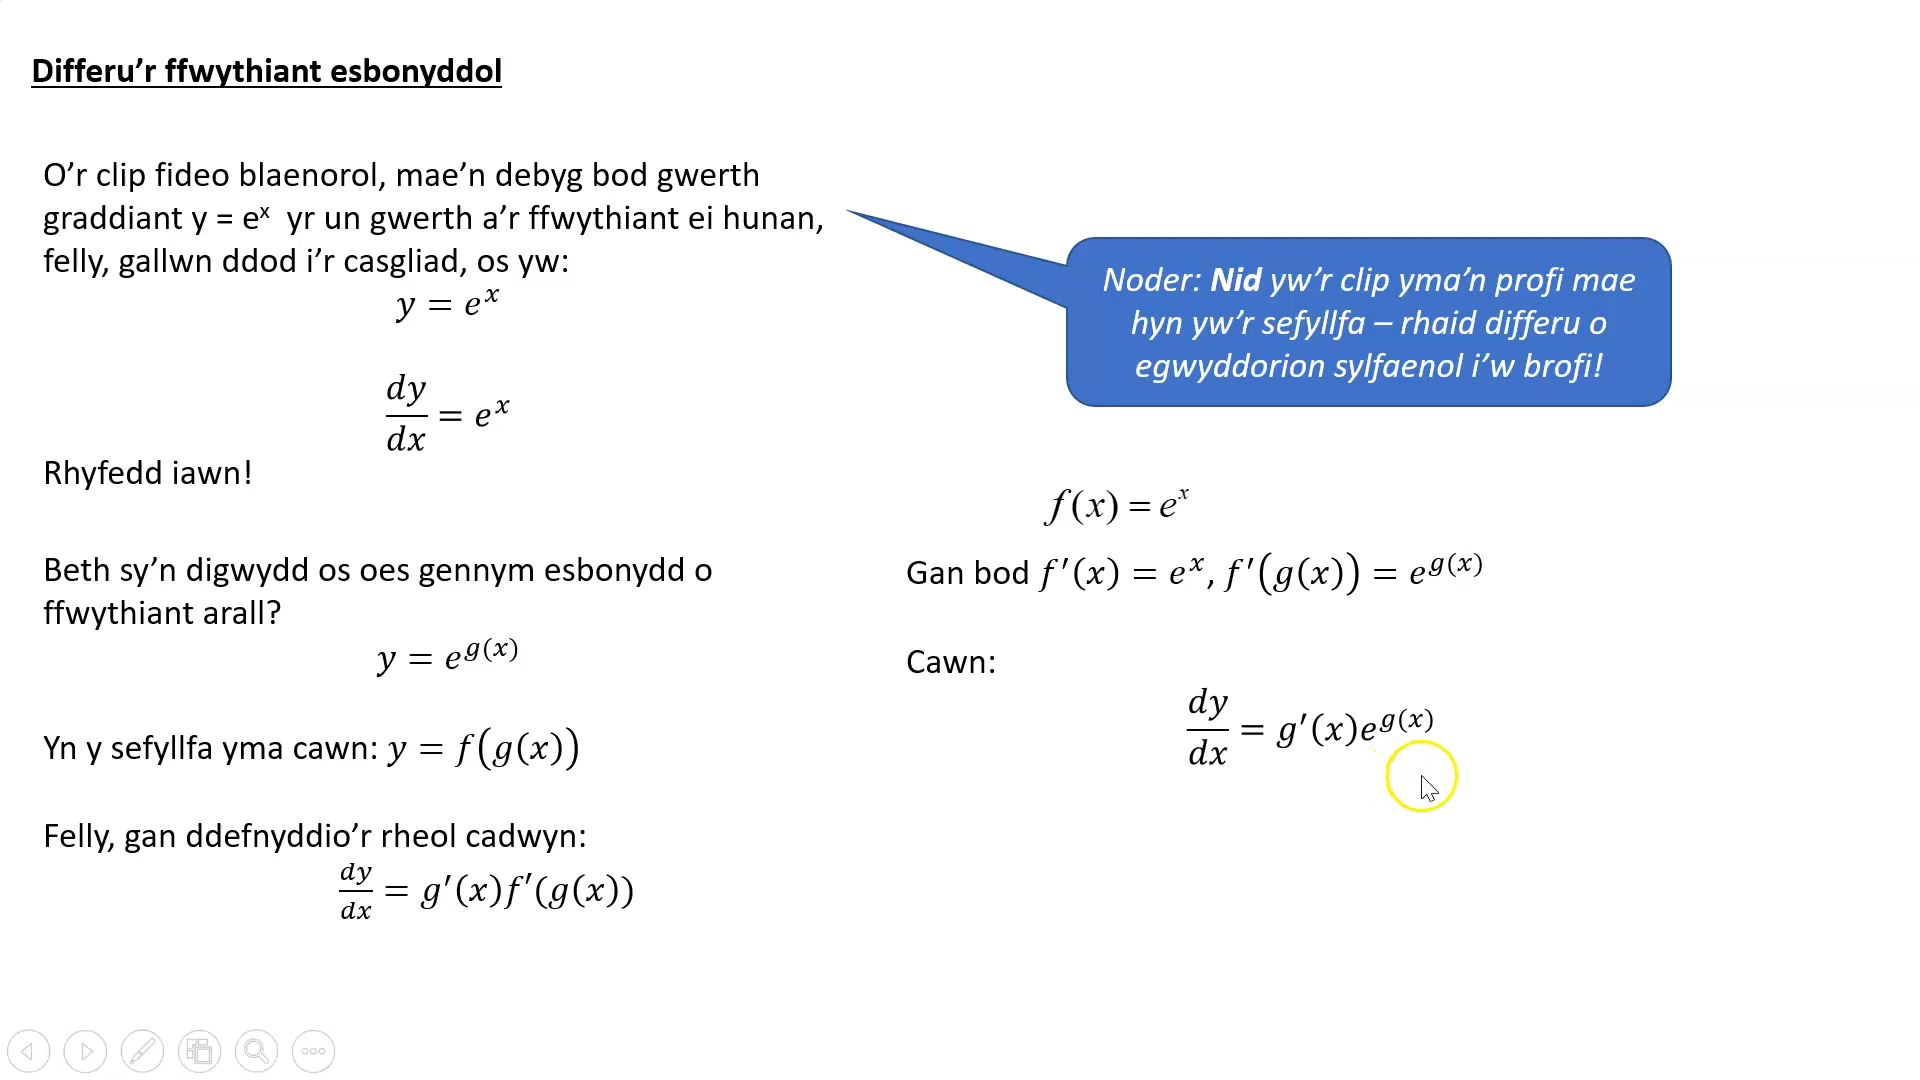 Differu’r ffwythiant esbonyddol
O’r clip fideo blaenorol, mae’n debyg bod gwerth
graddiant y = eˣ yr un gwerth a’r ffwythiant ei hunan,
felly, gallwn ddod i’r casgliad, os yw:
y = eˣ
dy/dx = eˣ
Rhyfedd iawn!
Beth sy’n digwydd os oes gennym esbonydd o
ffwythiant arall?
y = e^g(x)
Yn y sefyllfa yma cawn: y = f(g(x))
Felly, gan ddefnyddio’r rheol cadwyn:
dy/dx = g′(x)f′(g(x))
Noder: Nid yw’r clip yma’n profi mae
hyn yw’r sefyllfa – rhaid differu o
egwyddorion sylfaenol i’w brofi!
f(x) = eˣ
Gan bod f′(x) = eˣ, f′(g(x)) = e^g(x)
Cawn:
dy/dx = g′(x)e^g(x)